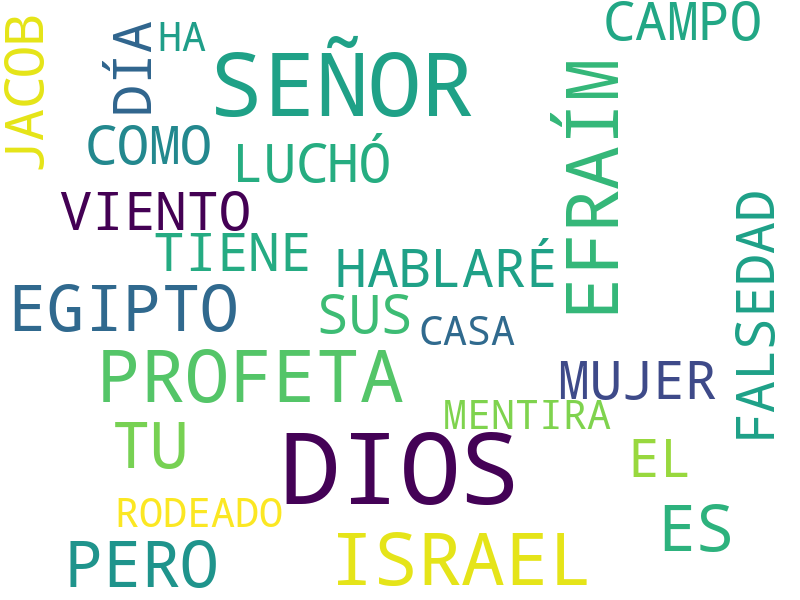 CAMPO
JACOB
DÍA
HA
SEÑOR
EFRAÍM
COMO
LUCHÓ
VIENTO
FALSEDAD
TIENE
HABLARÉ
EGIPTO
SUS
CASA
PROFETA
MUJER
MENTIRA
TU
DIOS
EL
RODEADO
ES
PERO
ISRAEL